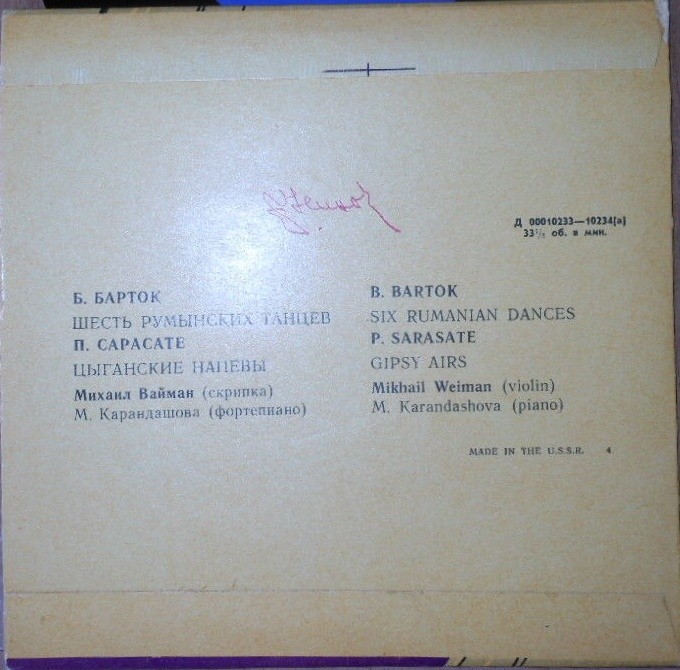 Д 00010233—10234(а)
33⅓ об. в мин.
Б. БАРТОК
ШЕСТЬ РУМЫНСКИХ ТАНЦЕВ
П. САРАСАТЕ
ЦЫГАНСКИЕ НАПЕВЫ
Михаил Вайман (скрипка)
М. Карандашова (фортепиано)
B. BARTOK
SIX RUMANIAN DANCES
P. SARASATE
GIPSY AIRS
Mikhail Weiman (violin)
M. Karandashova (piano)
MADE IN THE U.S.S.R. 4